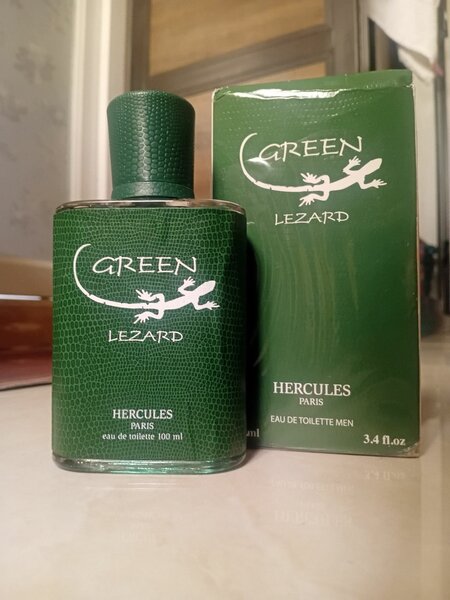 GREEN
LEZARD
HERCULES
PARIS
eau de toilette 100 ml
GREEN
LEZARD
HERCULES
PARIS
EAU DE TOILETTE MEN
ml
3.4 fl.oz